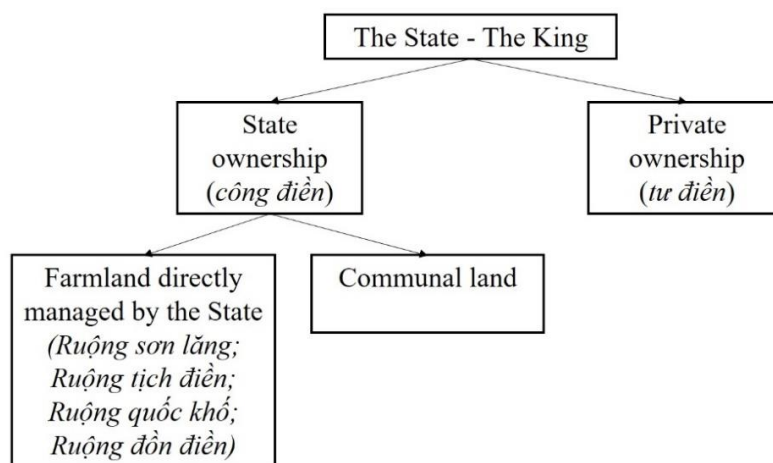 The State - The King
State
ownership
(công điền)
Private
ownership
(tư điền)
Farmland directly
managed by the State
(Ruộng sơn lăng;
Ruộng tịch điền;
Ruộng quốc khố;
Ruộng đồn điền)
Communal land